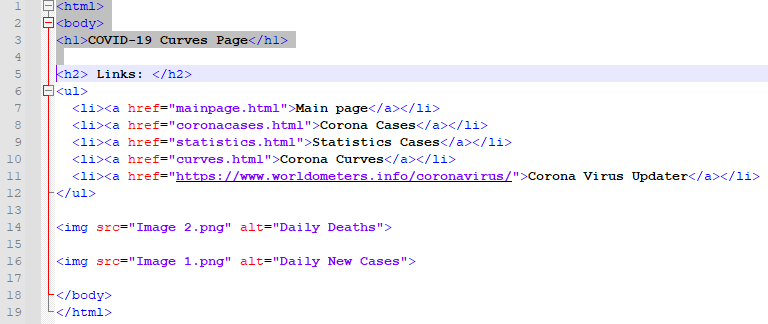 1 <html>
2 <body>
3 <h1>COVID-19 Curves Page</h1>
4
5 <h2> Links: </h2>
6 <ul>
7 <li><a href="mainpage.html">Main page</a></li>
8 <li><a href="coronacases.html">Corona Cases</a></li>
9 <li><a href="statistics.html">Statistics Cases</a></li>
10 <li><a href="curves.html">Corona Curves</a></li>
11 <li><a href="https://www.worldometers.info/coronavirus/">Corona Virus Updater</a></li>
12 </ul>
13
14 <img src="Image 2.png" alt="Daily Deaths">
15
16 <img src="Image 1.png" alt="Daily New Cases">
17
18 </body>
19 </html>